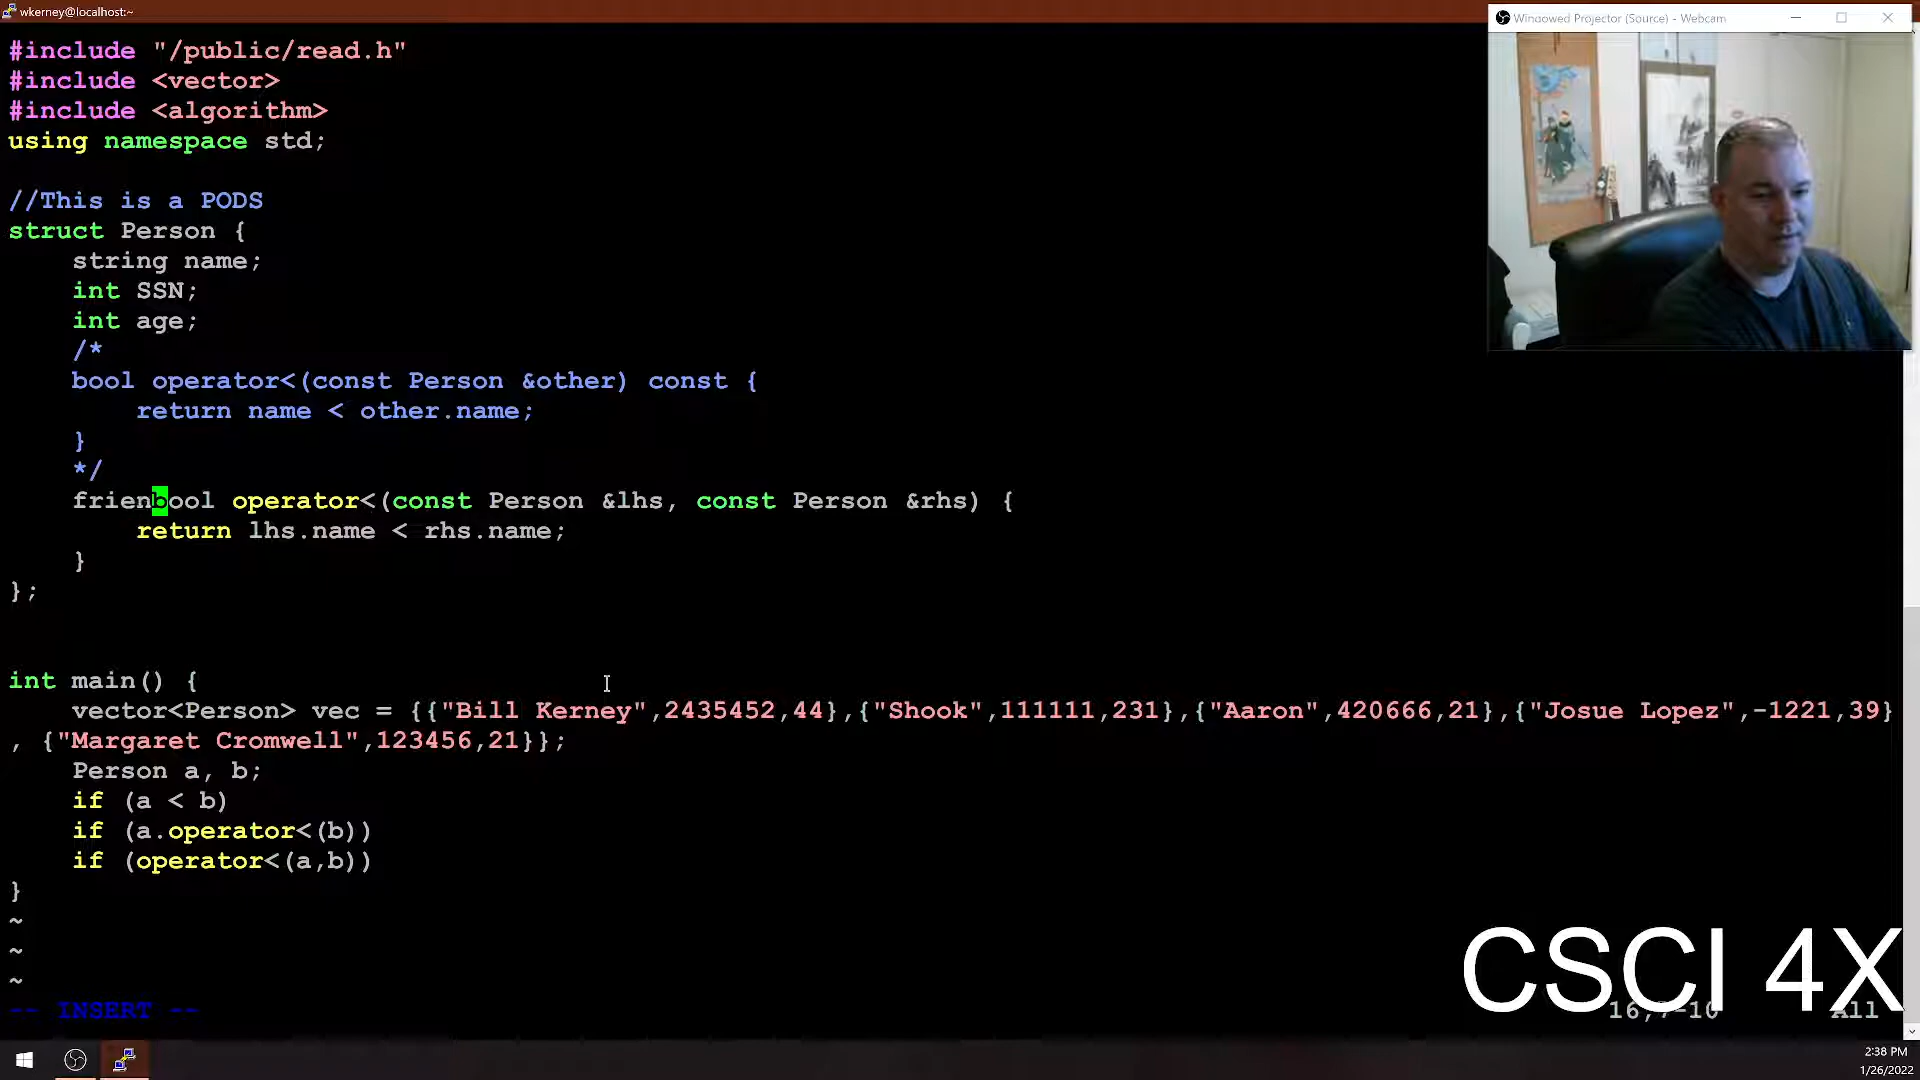 wkerney@localhost:~
Windowed Projector (Source) - Webcam
#include "/public/read.h"
#include <vector>
#include <algorithm>
using namespace std;
//This is a PODS
struct Person {
string name;
int SSN;
int age;
/*
bool operator<(const Person &other) const {
return name < other.name;
}
*/
frienbool operator<(const Person &lhs, const Person &rhs) {
return lhs.name < rhs.name;
}
};
int main() {
vector<Person> vec = {{"Bill Kerney",2435452,44},{"Shook",111111,231},{"Aaron",420666,21},{"Josue Lopez",-1221,39}
, {"Margaret Cromwell",123456,21}};
Person a, b;
if (a < b)
if (a.operator<(b))
if (operator<(a,b))
}
~
~
~
-- INSERT --
16,7-10
All
CSCI 4X
2:38 PM
1/26/2022